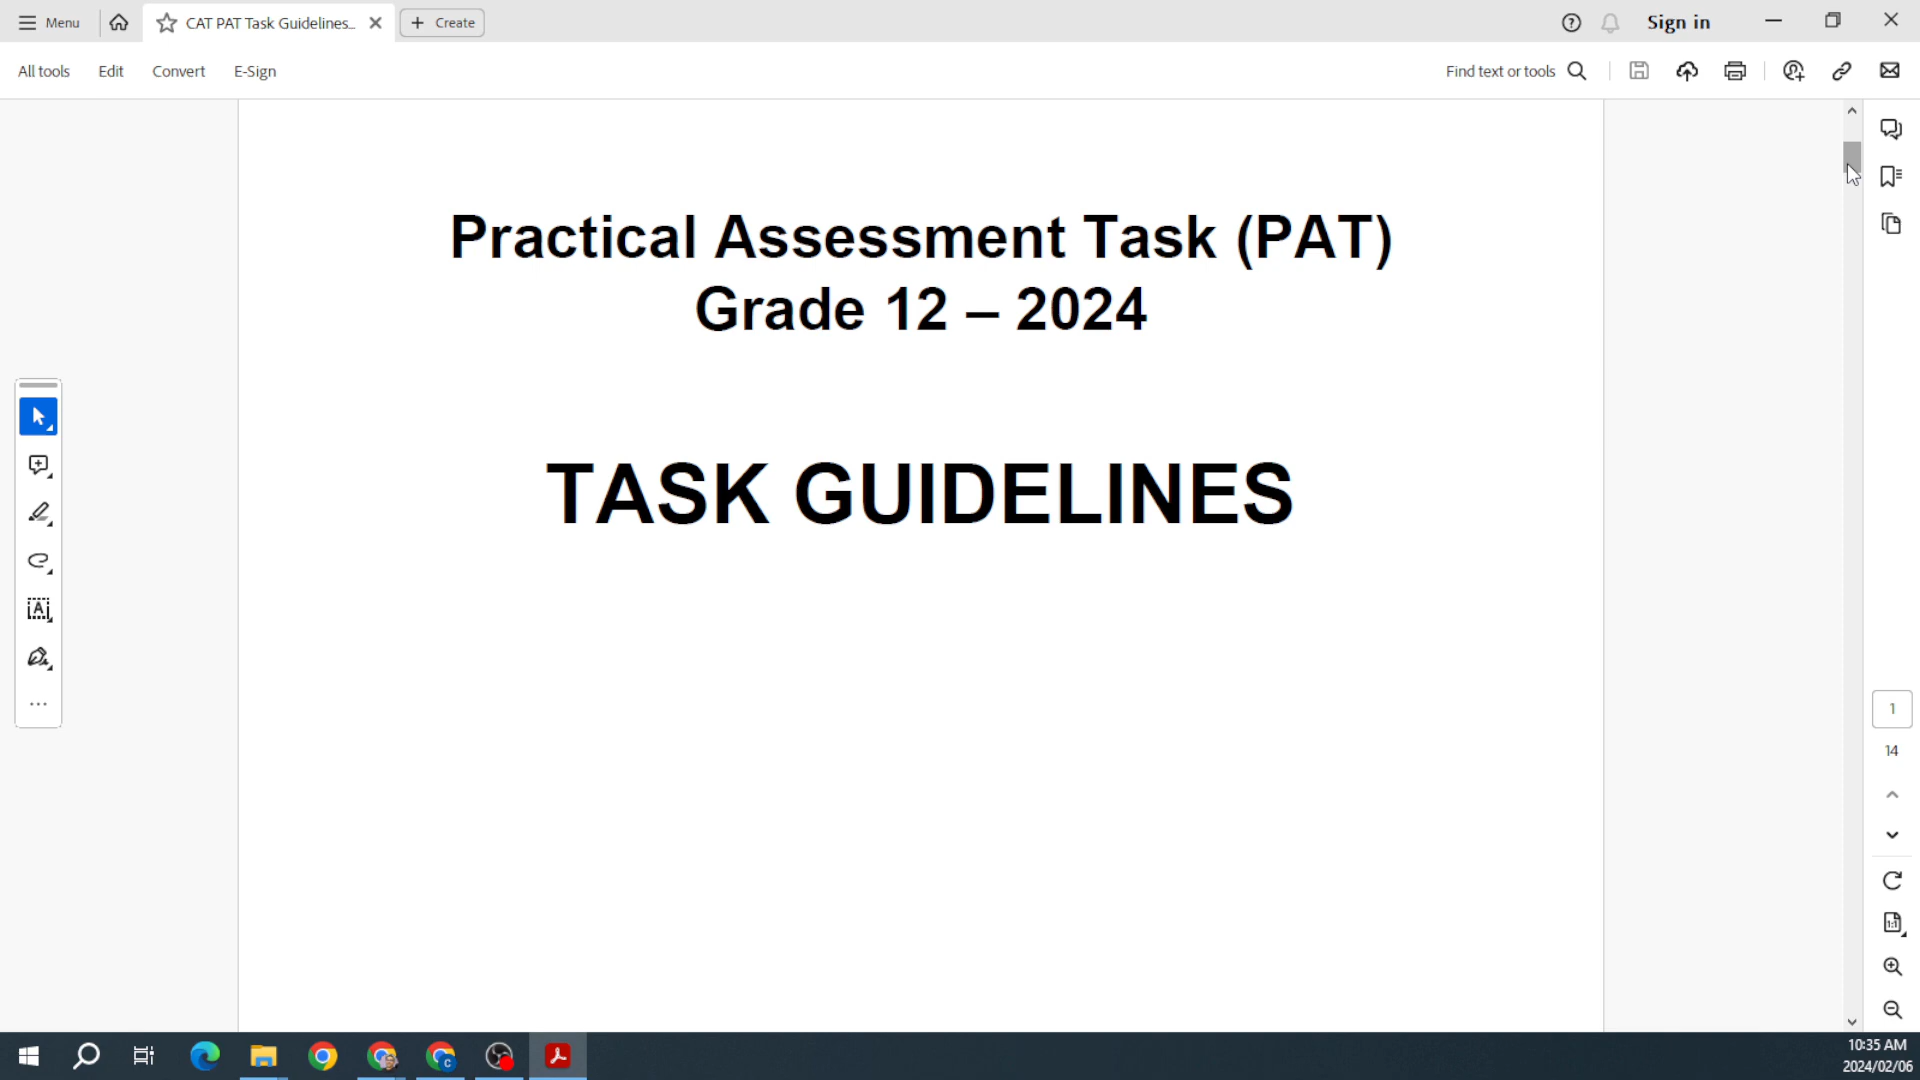 Menu
CAT PAT Task Guidelines...
Create
Sign in
All tools
Edit
Convert
E-Sign
Find text or tools
Practical Assessment Task (PAT)
Grade 12 – 2024
TASK GUIDELINES
1
14
10:35 AM
2024/02/06